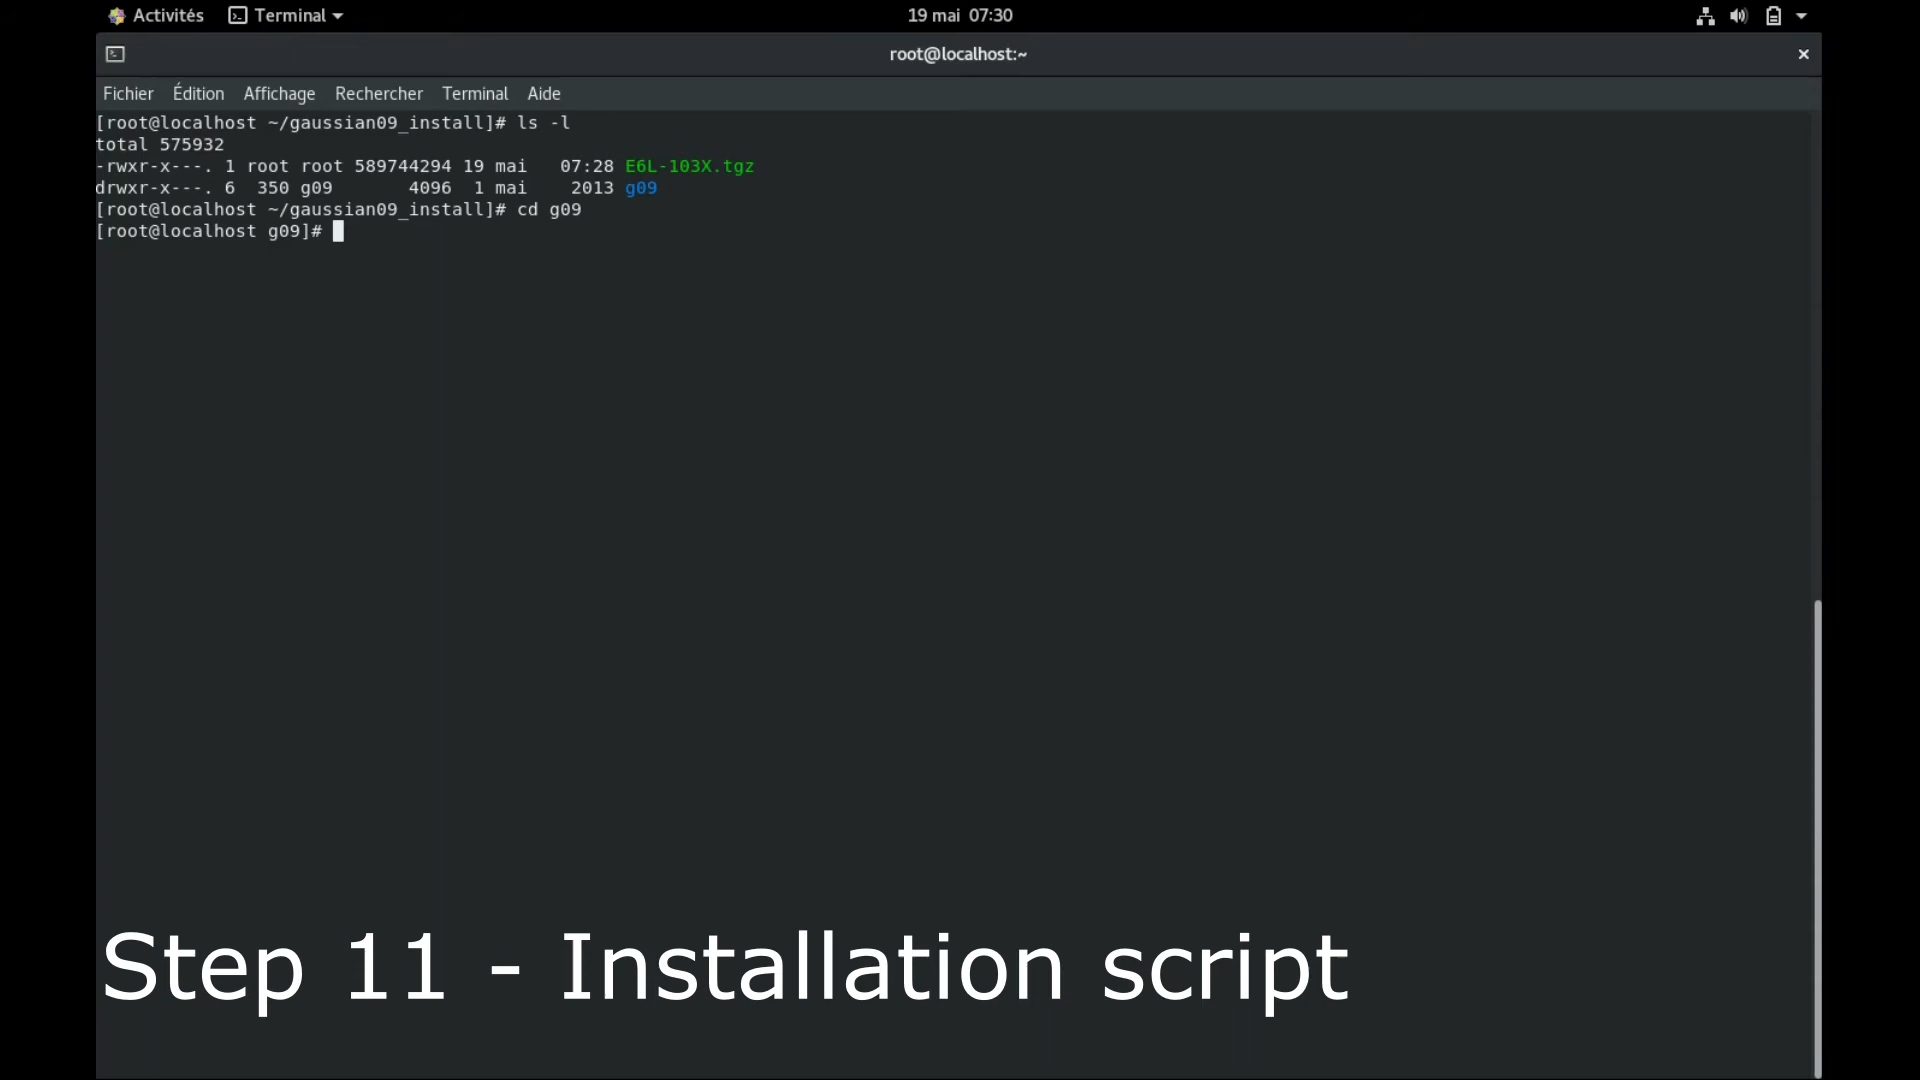 Activités Terminal 19 mai 07:30
root@localhost:~
Fichier Édition Affichage Rechercher Terminal Aide
[root@localhost ~/gaussian09_install]# ls -l
total 575932
-rwxr-x---. 1 root root 589744294 19 mai 07:28 E6L-103X.tgz
drwxr-x---. 6 350 g09 4096 1 mai 2013 g09
[root@localhost ~/gaussian09_install]# cd g09
[root@localhost g09]#
Step 11 - Installation script